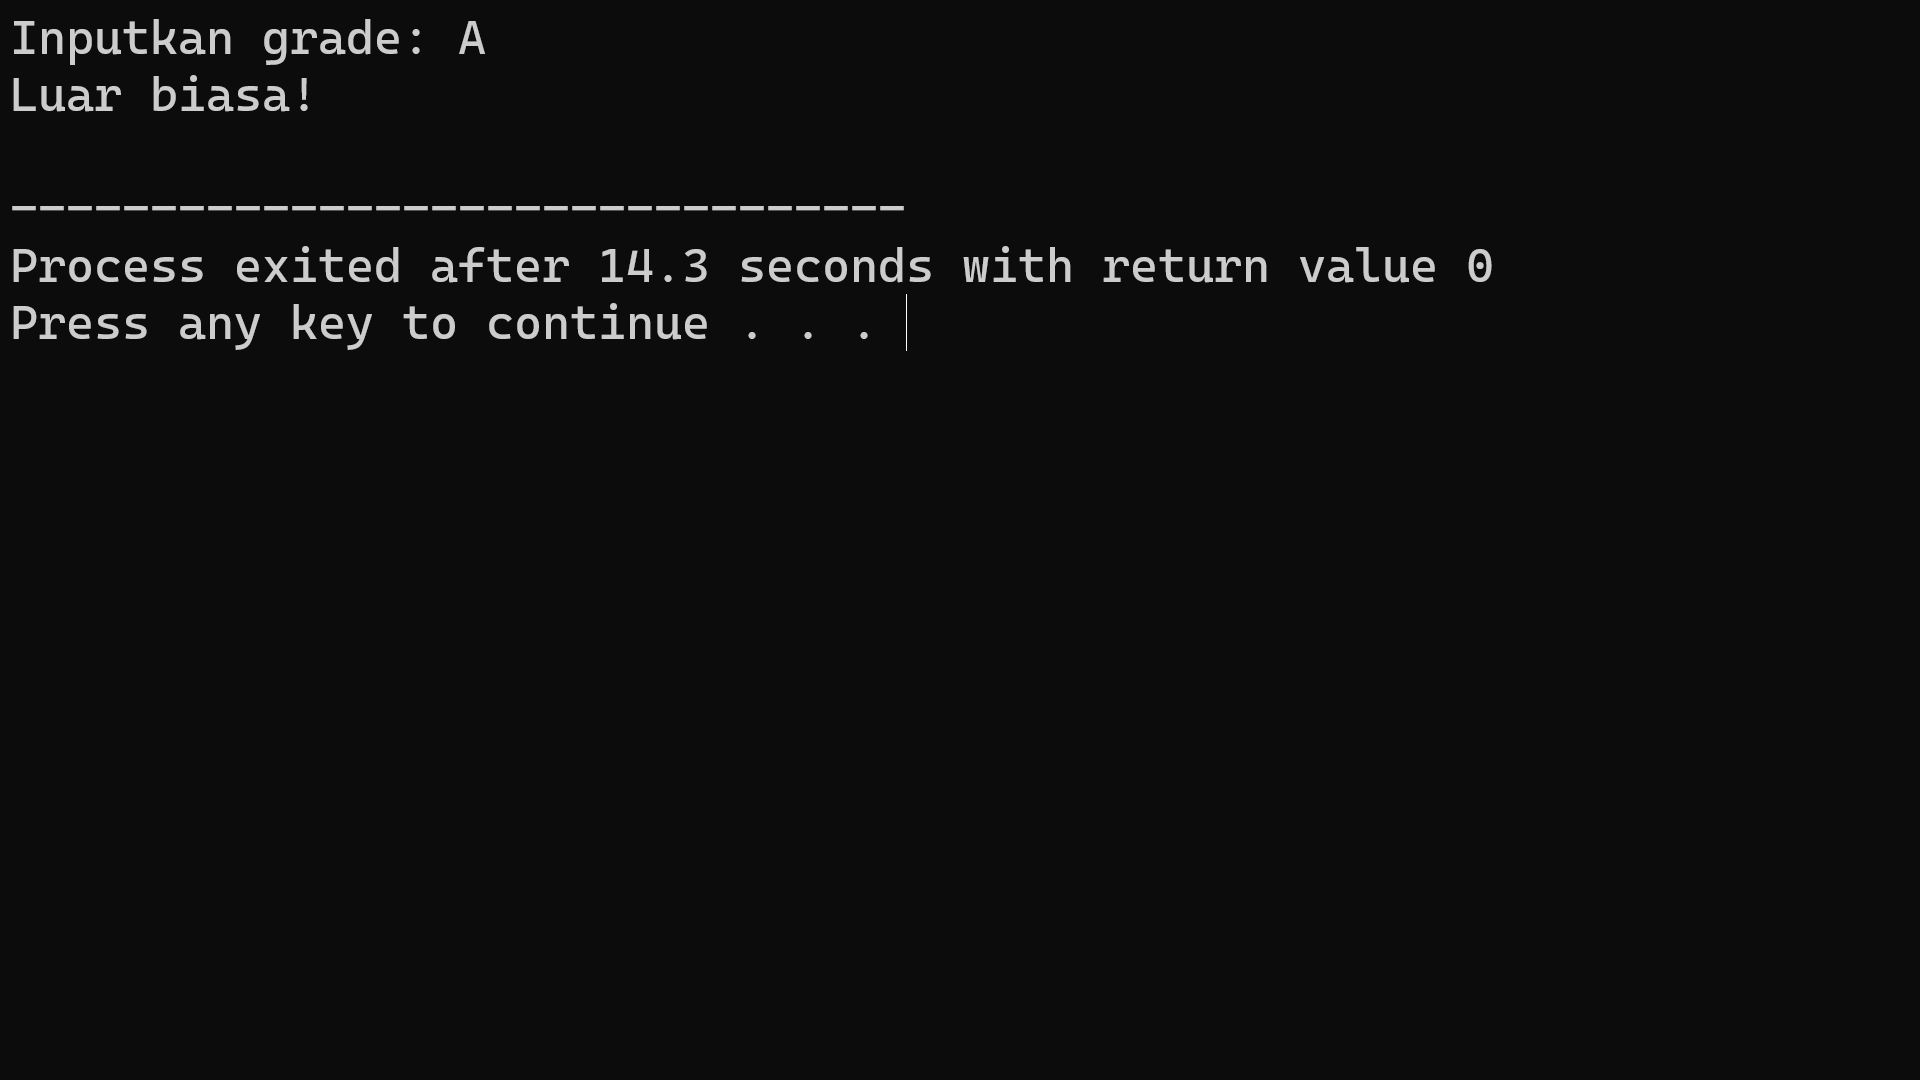 Inputkan grade: A
Luar biasa!
--------------------------------
Process exited after 14.3 seconds with return value 0
Press any key to continue . . .